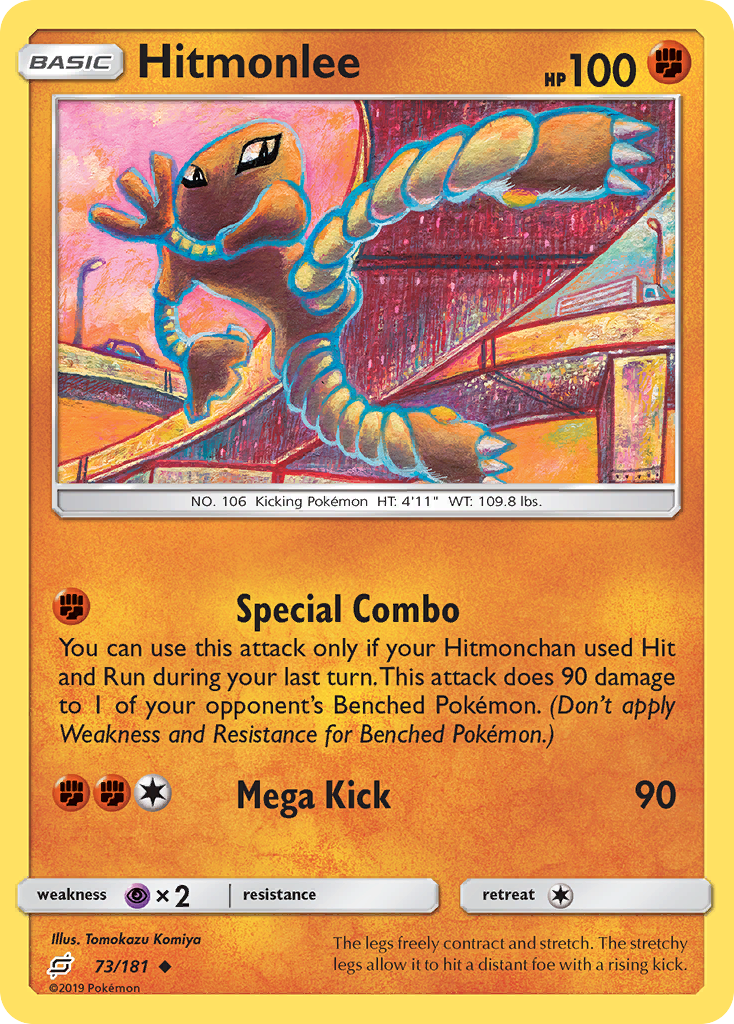 BASIC
Hitmonlee
HP 100
NO. 106 Kicking Pokémon HT: 4'11" WT: 109.8 lbs.
Special Combo
You can use this attack only if your Hitmonchan used Hit
and Run during your last turn. This attack does 90 damage
to 1 of your opponent's Benched Pokémon. (Don't apply
Weakness and Resistance for Benched Pokémon.)
Mega Kick 90
weakness ×2 resistance retreat
Illus. Tomokazu Komiya
73/181
©2019 Pokémon
The legs freely contract and stretch. The stretchy
legs allow it to hit a distant foe with a rising kick.